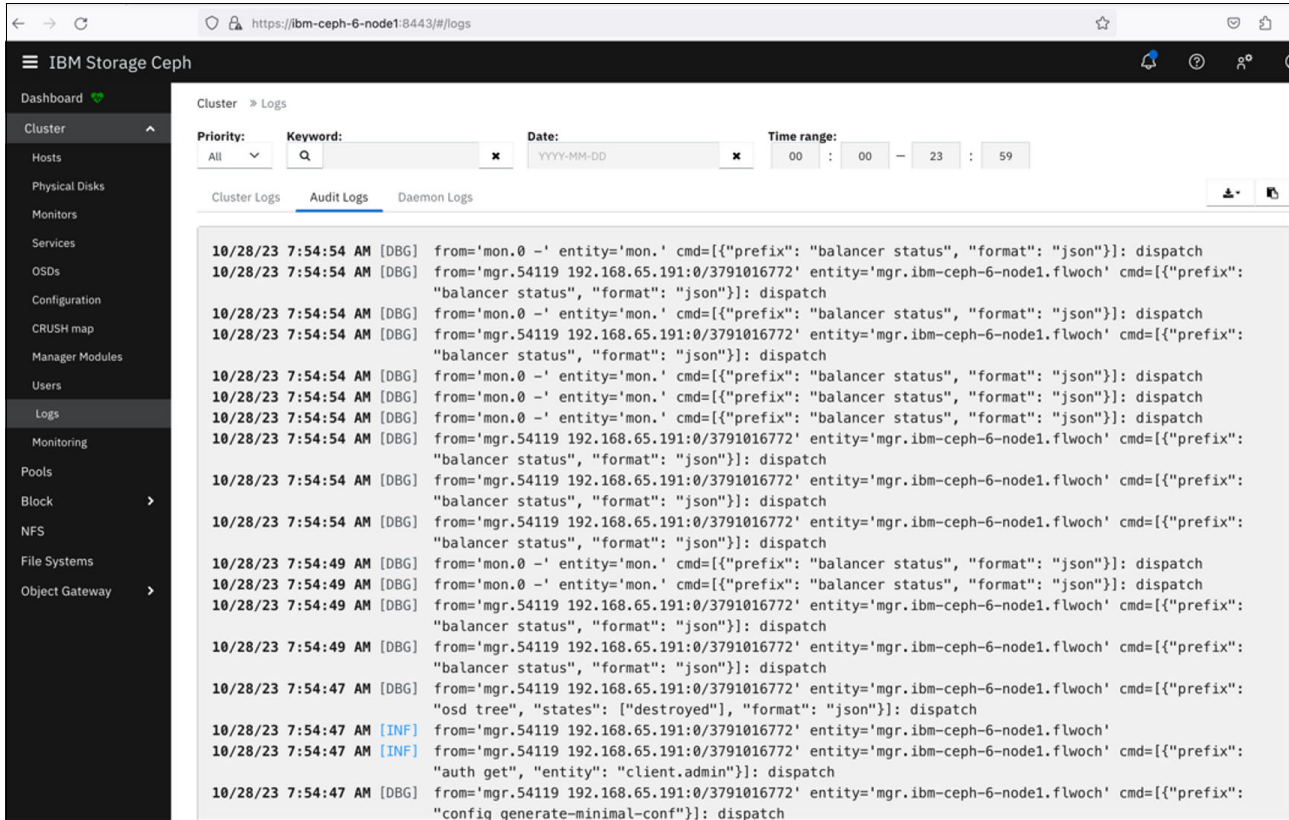 https://ibm-ceph-6-node1:8443/#/logs
IBM Storage Ceph
Dashboard
Cluster
Hosts
Physical Disks
Monitors
Services
OSDs
Configuration
CRUSH map
Manager Modules
Users
Logs
Monitoring
Pools
Block
NFS
File Systems
Object Gateway
Cluster » Logs
Priority: Keyword: Date: Time range:
All YYYY-MM-DD 00 : 00 — 23 : 59
Cluster Logs Audit Logs Daemon Logs
10/28/23 7:54:54 AM [DBG] from='mon.0 -' entity='mon.' cmd=[{"prefix": "balancer status", "format": "json"}]: dispatch
10/28/23 7:54:54 AM [DBG] from='mgr.54119 192.168.65.191:0/3791016772' entity='mgr.ibm-ceph-6-node1.flwoch' cmd=[{"prefix":
"balancer status", "format": "json"}]: dispatch
10/28/23 7:54:54 AM [DBG] from='mon.0 -' entity='mon.' cmd=[{"prefix": "balancer status", "format": "json"}]: dispatch
10/28/23 7:54:54 AM [DBG] from='mgr.54119 192.168.65.191:0/3791016772' entity='mgr.ibm-ceph-6-node1.flwoch' cmd=[{"prefix":
"balancer status", "format": "json"}]: dispatch
10/28/23 7:54:54 AM [DBG] from='mon.0 -' entity='mon.' cmd=[{"prefix": "balancer status", "format": "json"}]: dispatch
10/28/23 7:54:54 AM [DBG] from='mon.0 -' entity='mon.' cmd=[{"prefix": "balancer status", "format": "json"}]: dispatch
10/28/23 7:54:54 AM [DBG] from='mon.0 -' entity='mon.' cmd=[{"prefix": "balancer status", "format": "json"}]: dispatch
10/28/23 7:54:54 AM [DBG] from='mgr.54119 192.168.65.191:0/3791016772' entity='mgr.ibm-ceph-6-node1.flwoch' cmd=[{"prefix":
"balancer status", "format": "json"}]: dispatch
10/28/23 7:54:54 AM [DBG] from='mgr.54119 192.168.65.191:0/3791016772' entity='mgr.ibm-ceph-6-node1.flwoch' cmd=[{"prefix":
"balancer status", "format": "json"}]: dispatch
10/28/23 7:54:54 AM [DBG] from='mgr.54119 192.168.65.191:0/3791016772' entity='mgr.ibm-ceph-6-node1.flwoch' cmd=[{"prefix":
"balancer status", "format": "json"}]: dispatch
10/28/23 7:54:49 AM [DBG] from='mon.0 -' entity='mon.' cmd=[{"prefix": "balancer status", "format": "json"}]: dispatch
10/28/23 7:54:49 AM [DBG] from='mon.0 -' entity='mon.' cmd=[{"prefix": "balancer status", "format": "json"}]: dispatch
10/28/23 7:54:49 AM [DBG] from='mgr.54119 192.168.65.191:0/3791016772' entity='mgr.ibm-ceph-6-node1.flwoch' cmd=[{"prefix":
"balancer status", "format": "json"}]: dispatch
10/28/23 7:54:49 AM [DBG] from='mgr.54119 192.168.65.191:0/3791016772' entity='mgr.ibm-ceph-6-node1.flwoch' cmd=[{"prefix":
"balancer status", "format": "json"}]: dispatch
10/28/23 7:54:47 AM [DBG] from='mgr.54119 192.168.65.191:0/3791016772' entity='mgr.ibm-ceph-6-node1.flwoch' cmd=[{"prefix":
"osd tree", "states": ["destroyed"], "format": "json"}]: dispatch
10/28/23 7:54:47 AM [INF] from='mgr.54119 192.168.65.191:0/3791016772' entity='mgr.ibm-ceph-6-node1.flwoch'
10/28/23 7:54:47 AM [INF] from='mgr.54119 192.168.65.191:0/3791016772' entity='mgr.ibm-ceph-6-node1.flwoch' cmd=[{"prefix":
"auth get", "entity": "client.admin"}]: dispatch
10/28/23 7:54:47 AM [DBG] from='mgr.54119 192.168.65.191:0/3791016772' entity='mgr.ibm-ceph-6-node1.flwoch' cmd=[{"prefix":
"config generate-minimal-conf"}]: dispatch